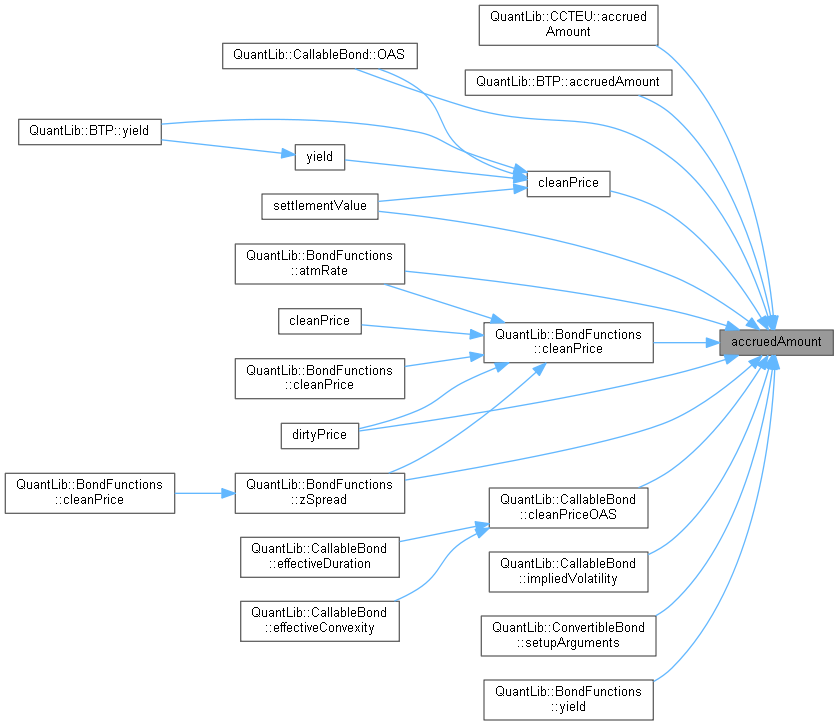 QuantLib::CCTEU::accrued
Amount
QuantLib::CallableBond::OAS
QuantLib::BTP::accruedAmount
QuantLib::BTP::yield
yield
cleanPrice
settlementValue
QuantLib::BondFunctions
::atmRate
cleanPrice
QuantLib::BondFunctions
::cleanPrice
accruedAmount
QuantLib::BondFunctions
::cleanPrice
dirtyPrice
QuantLib::BondFunctions
::cleanPrice
QuantLib::BondFunctions
::zSpread
QuantLib::CallableBond
::cleanPriceOAS
QuantLib::CallableBond
::effectiveDuration
QuantLib::CallableBond
::impliedVolatility
QuantLib::CallableBond
::effectiveConvexity
QuantLib::ConvertibleBond
::setupArguments
QuantLib::BondFunctions
::yield